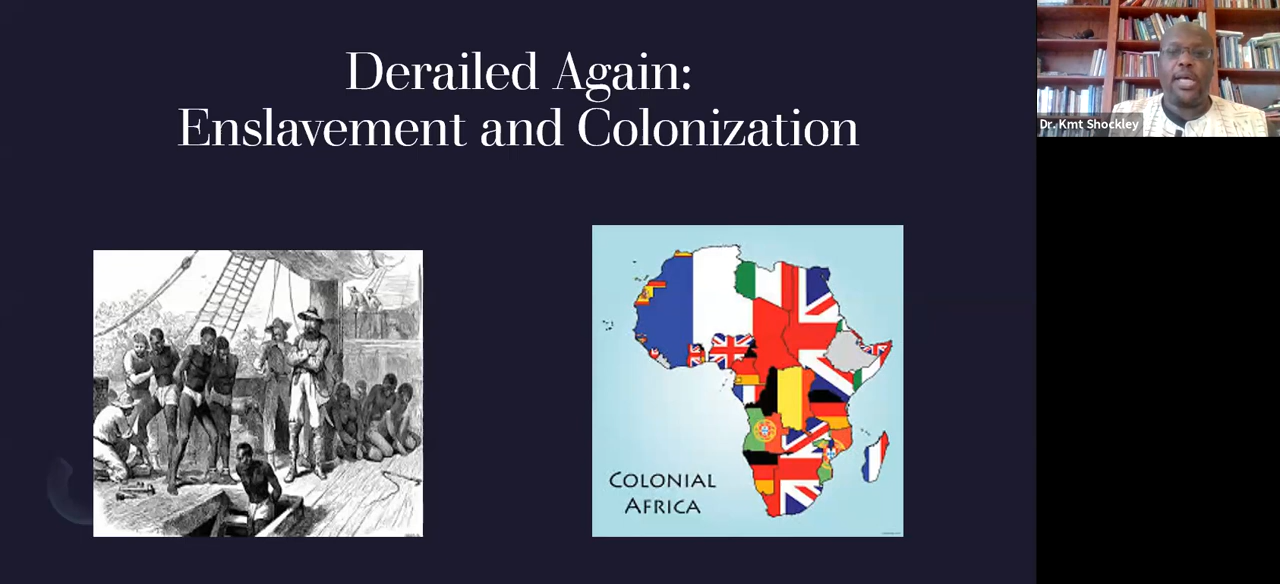 Derailed Again:
Enslavement and Colonization
Dr. Kmt Shockley
COLONIAL
AFRICA